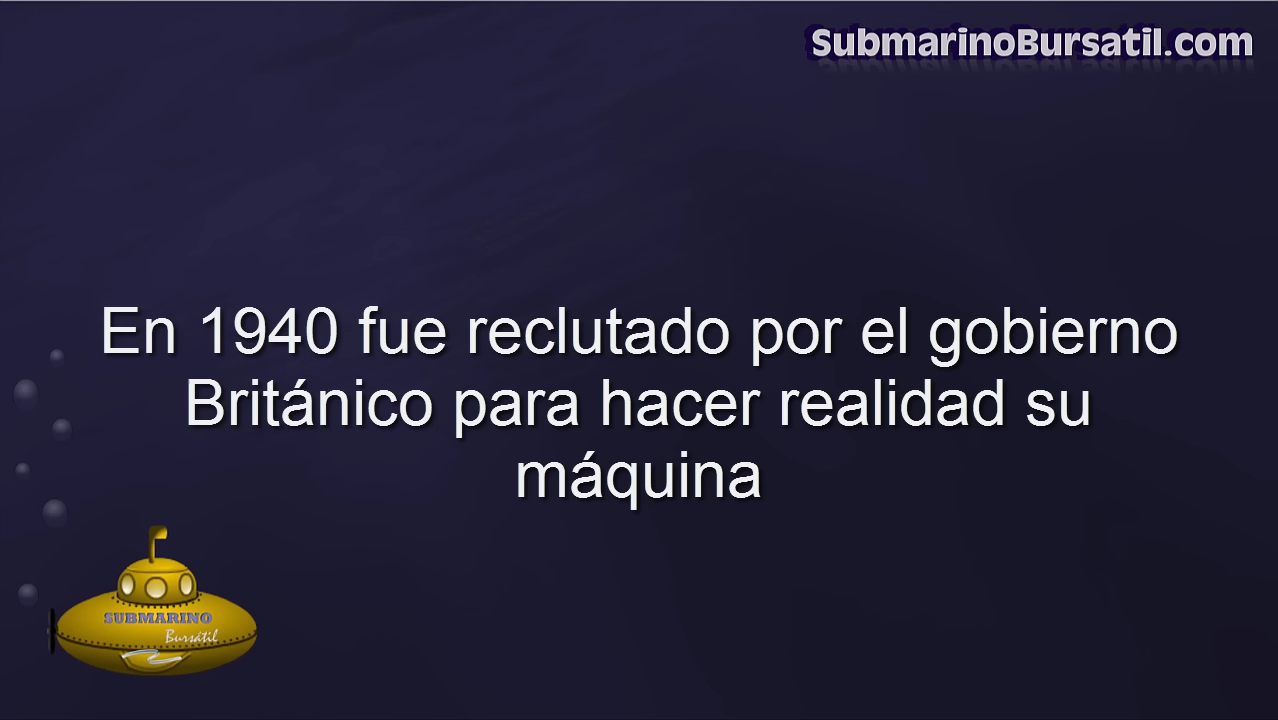 SubmarinoBursatil.com
En 1940 fue reclutado por el gobierno
Británico para hacer realidad su
máquina
SUBMARINO
Bursátil